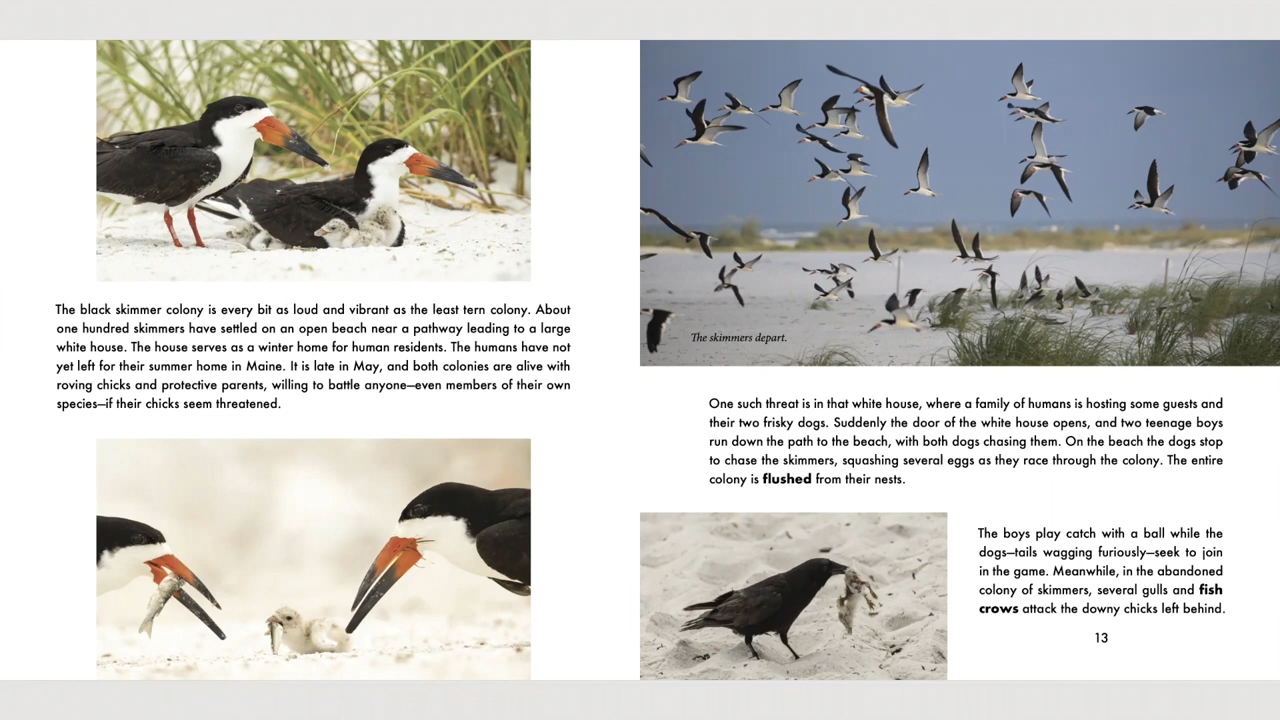 The black skimmer colony is every bit as loud and vibrant as the least tern colony. About
one hundred skimmers have settled on an open beach near a pathway leading to a large
white house. The house serves as a winter home for human residents. The humans have not
yet left for their summer home in Maine. It is late in May, and both colonies are alive with
roving chicks and protective parents, willing to battle anyone—even members of their own
species—if their chicks seem threatened.
The skimmers depart.
One such threat is in that white house, where a family of humans is hosting some guests and
their two frisky dogs. Suddenly the door of the white house opens, and two teenage boys
run down the path to the beach, with both dogs chasing them. On the beach the dogs stop
to chase the skimmers, squashing several eggs as they race through the colony. The entire
colony is flushed from their nests.
The boys play catch with a ball while the
dogs—tails wagging furiously—seek to join
in the game. Meanwhile, in the abandoned
colony of skimmers, several gulls and fish
crows attack the downy chicks left behind.
13